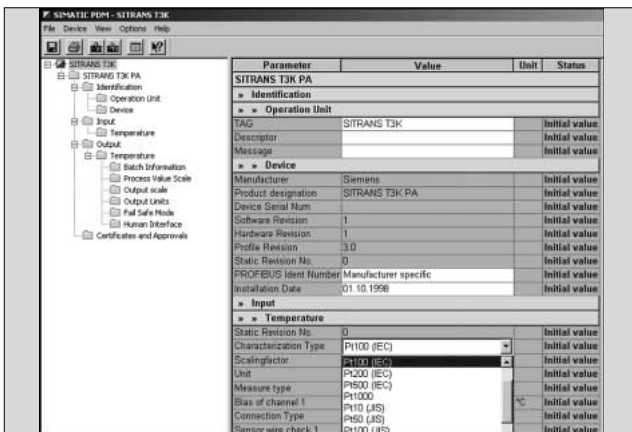 SIMATIC PDM - SITRANS T3K
File Device View Options Help
SITRANS T3K
SITRANS T3K PA
Identification
Operation Unit
Device
Input
Temperature
Output
Temperature
Batch Information
Process Value Scale
Output scale
Output Limits
Fail Safe Mode
Human Interface
Certificates and Approvals
Parameter Value Unit Status
SITRANS T3K PA
» Identification
» » Operation Unit
TAG SITRANS T3K Initial value
Descriptor Initial value
Message Initial value
» » Device
Manufacturer Siemens Initial value
Product designation SITRANS T3K PA Initial value
Device Serial Num Initial value
Software Revision 1 Initial value
Hardware Revision 1 Initial value
Profile Revision 3.0 Initial value
Static Revision No. 0 Initial value
PROFIBUS Ident Number Manufacturer specific Initial value
Installation Date 01.10.1998 Initial value
» Input
» » Temperature
Static Revision No. 0 Initial value
Characterization Type Pt100 (IEC) Initial value
Scalingfactor Pt100 (IEC) Initial value
Unit Pt200 (IEC) Initial value
Measure type Pt500 (IEC) Initial value
Pt1000
Bias of channel 1 Pt10 (JIS) °C Initial value
Connection Type Pt50 (JIS) Initial value
Sensor wire check 1 Pt100 (JIS) Initial value